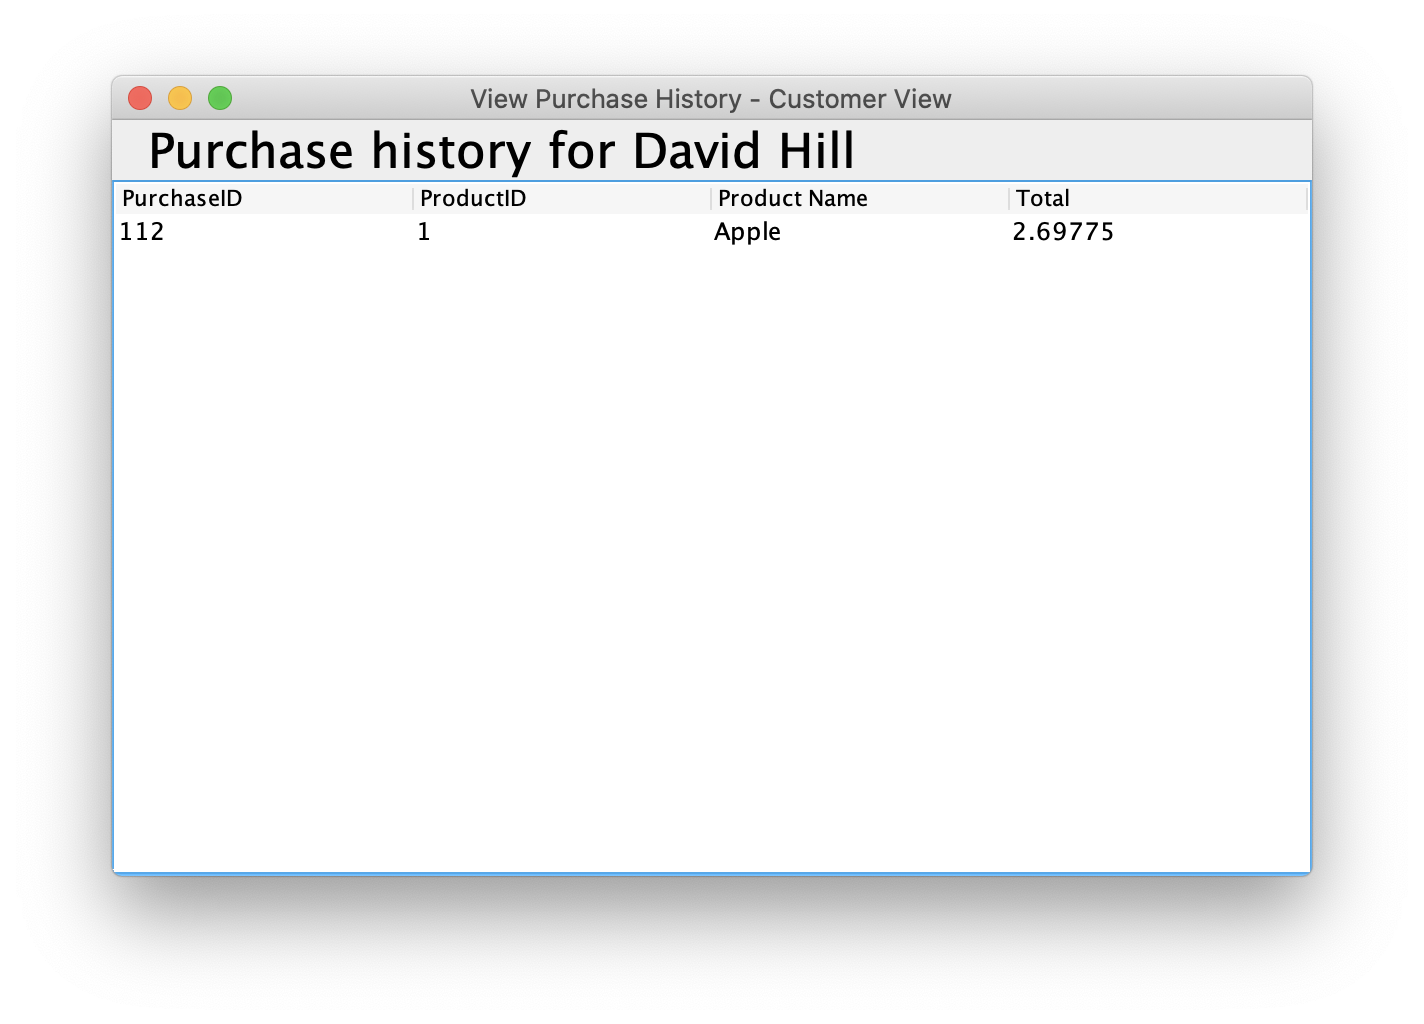 View Purchase History - Customer View
Purchase history for David Hill
PurchaseID ProductID Product Name Total
112 1 Apple 2.69775